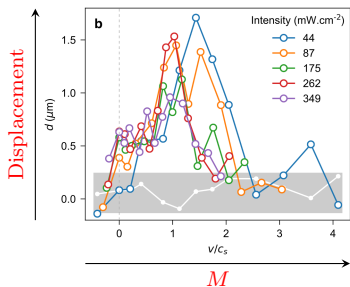 b
Intensity (mW.cm⁻²)
44
87
175
262
349
Displacement
d (μm)
1.5
1.0
0.5
0.0
0 1 2 3 4
v/cₛ
M